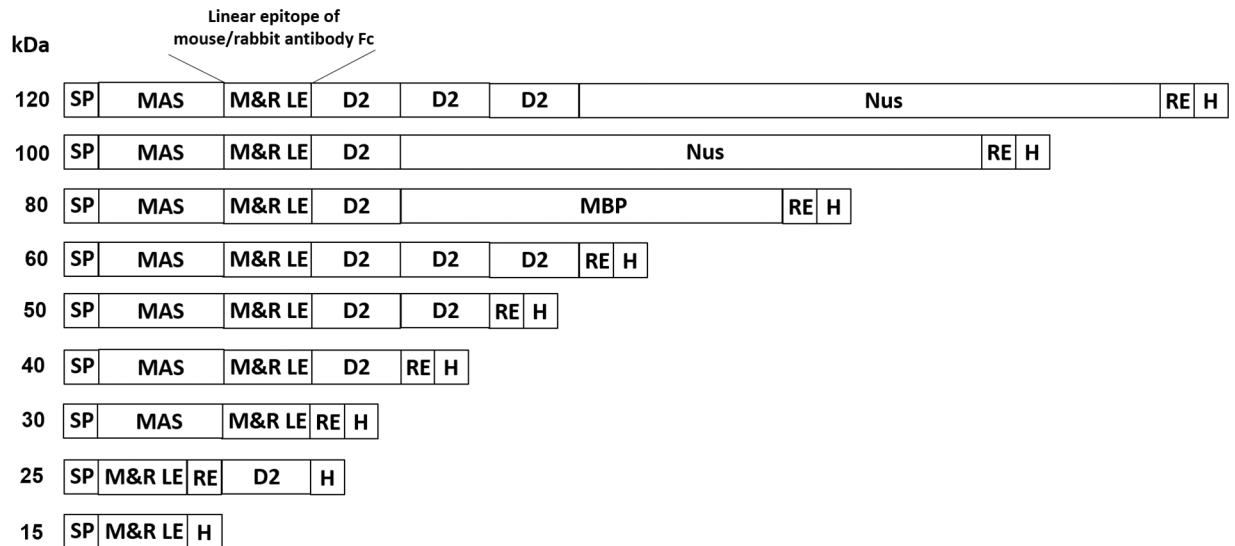 Linear epitope of
mouse/rabbit antibody Fc
kDa
120 SP MAS M&R LE D2 D2 D2 Nus RE H
100 SP MAS M&R LE D2 Nus RE H
80 SP MAS M&R LE D2 MBP RE H
60 SP MAS M&R LE D2 D2 D2 RE H
50 SP MAS M&R LE D2 D2 RE H
40 SP MAS M&R LE D2 RE H
30 SP MAS M&R LE RE H
25 SP M&R LE RE D2 H
15 SP M&R LE H